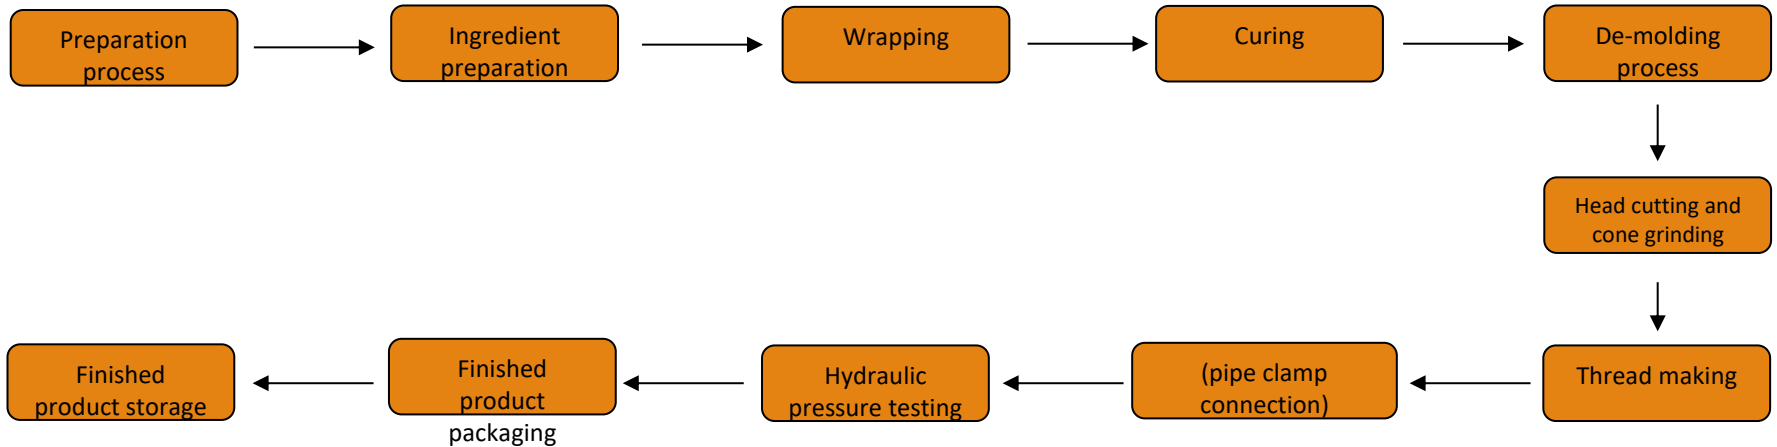 Preparation
process
Ingredient
preparation
Wrapping
Curing
De-molding
process
Head cutting and
cone grinding
Thread making
(pipe clamp
connection)
Hydraulic
pressure testing
Finished
product
packaging
Finished
product storage